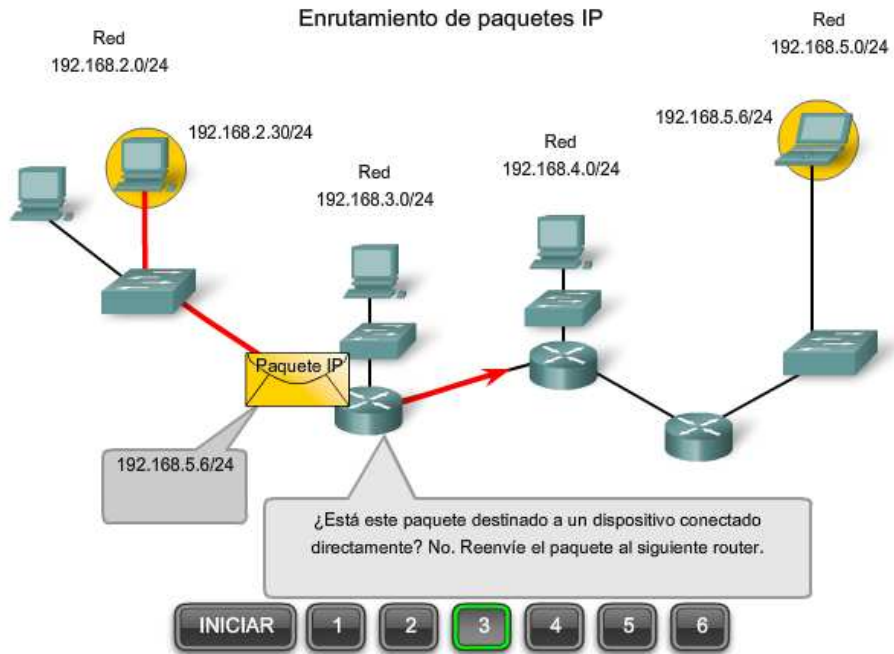 Enrutamiento de paquetes IP
Red
192.168.2.0/24
Red
192.168.5.0/24
192.168.2.30/24
192.168.5.6/24
Red
192.168.3.0/24
Red
192.168.4.0/24
Paquete IP
192.168.5.6/24
¿Está este paquete destinado a un dispositivo conectado
directamente? No. Reenvíe el paquete al siguiente router.
INICIAR 1 2 3 4 5 6